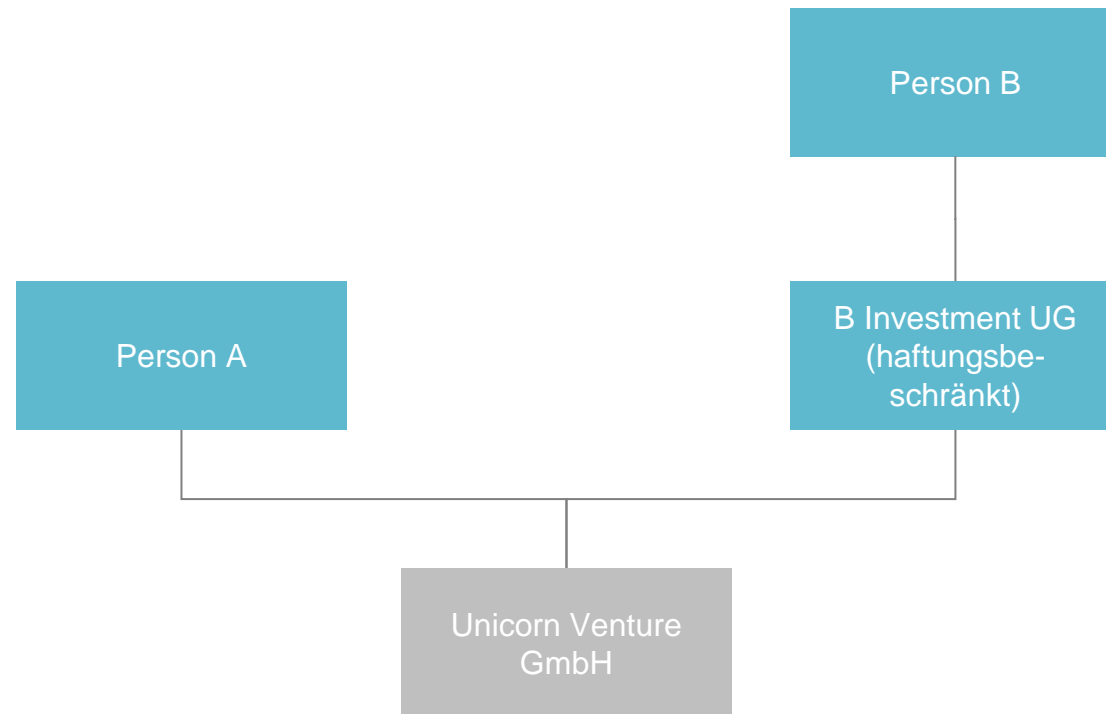 Person B
Person A
B Investment UG
(haftungsbe-
schränkt)
Unicorn Venture
GmbH